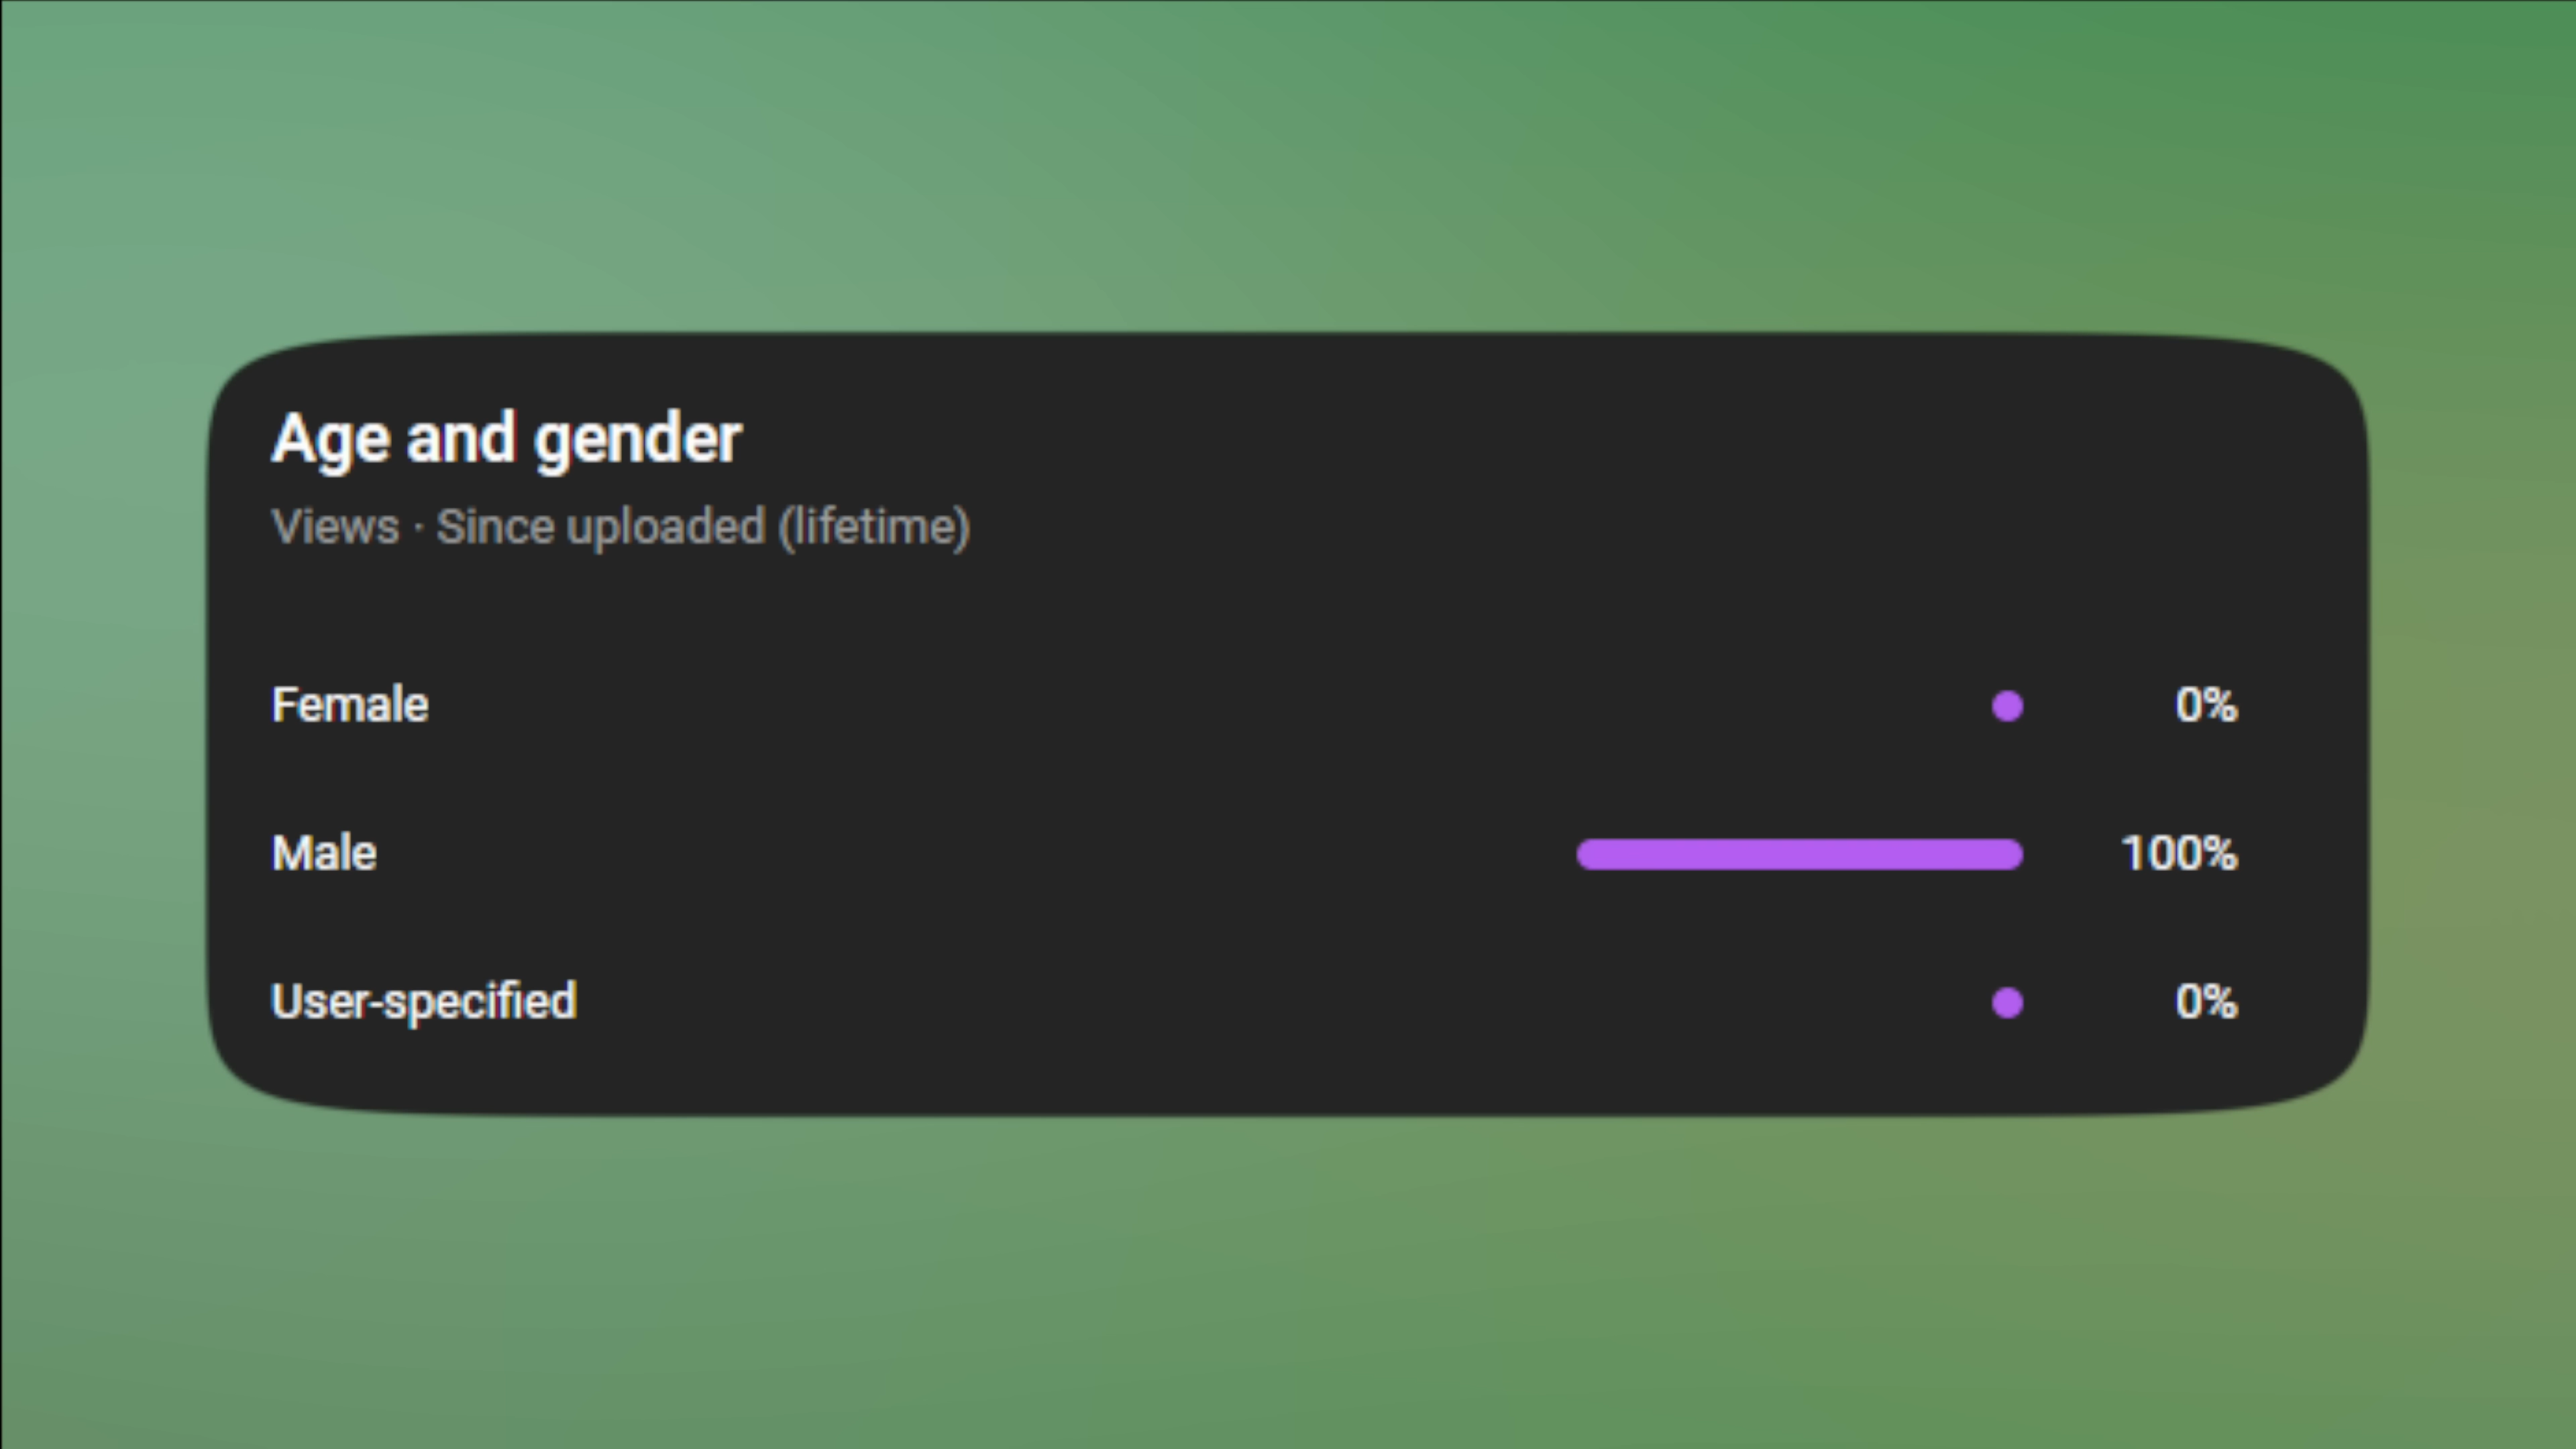 Age and gender
Views · Since uploaded (lifetime)
Female 0%
Male 100%
User-specified 0%